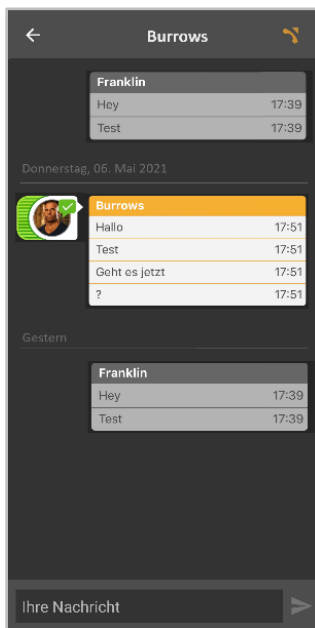 Burrows
Franklin
Hey 17:39
Test 17:39
Donnerstag, 06. Mai 2021
Burrows
Hallo 17:51
Test 17:51
Geht es jetzt 17:51
? 17:51
Gestern
Franklin
Hey 17:39
Test 17:39
Ihre Nachricht